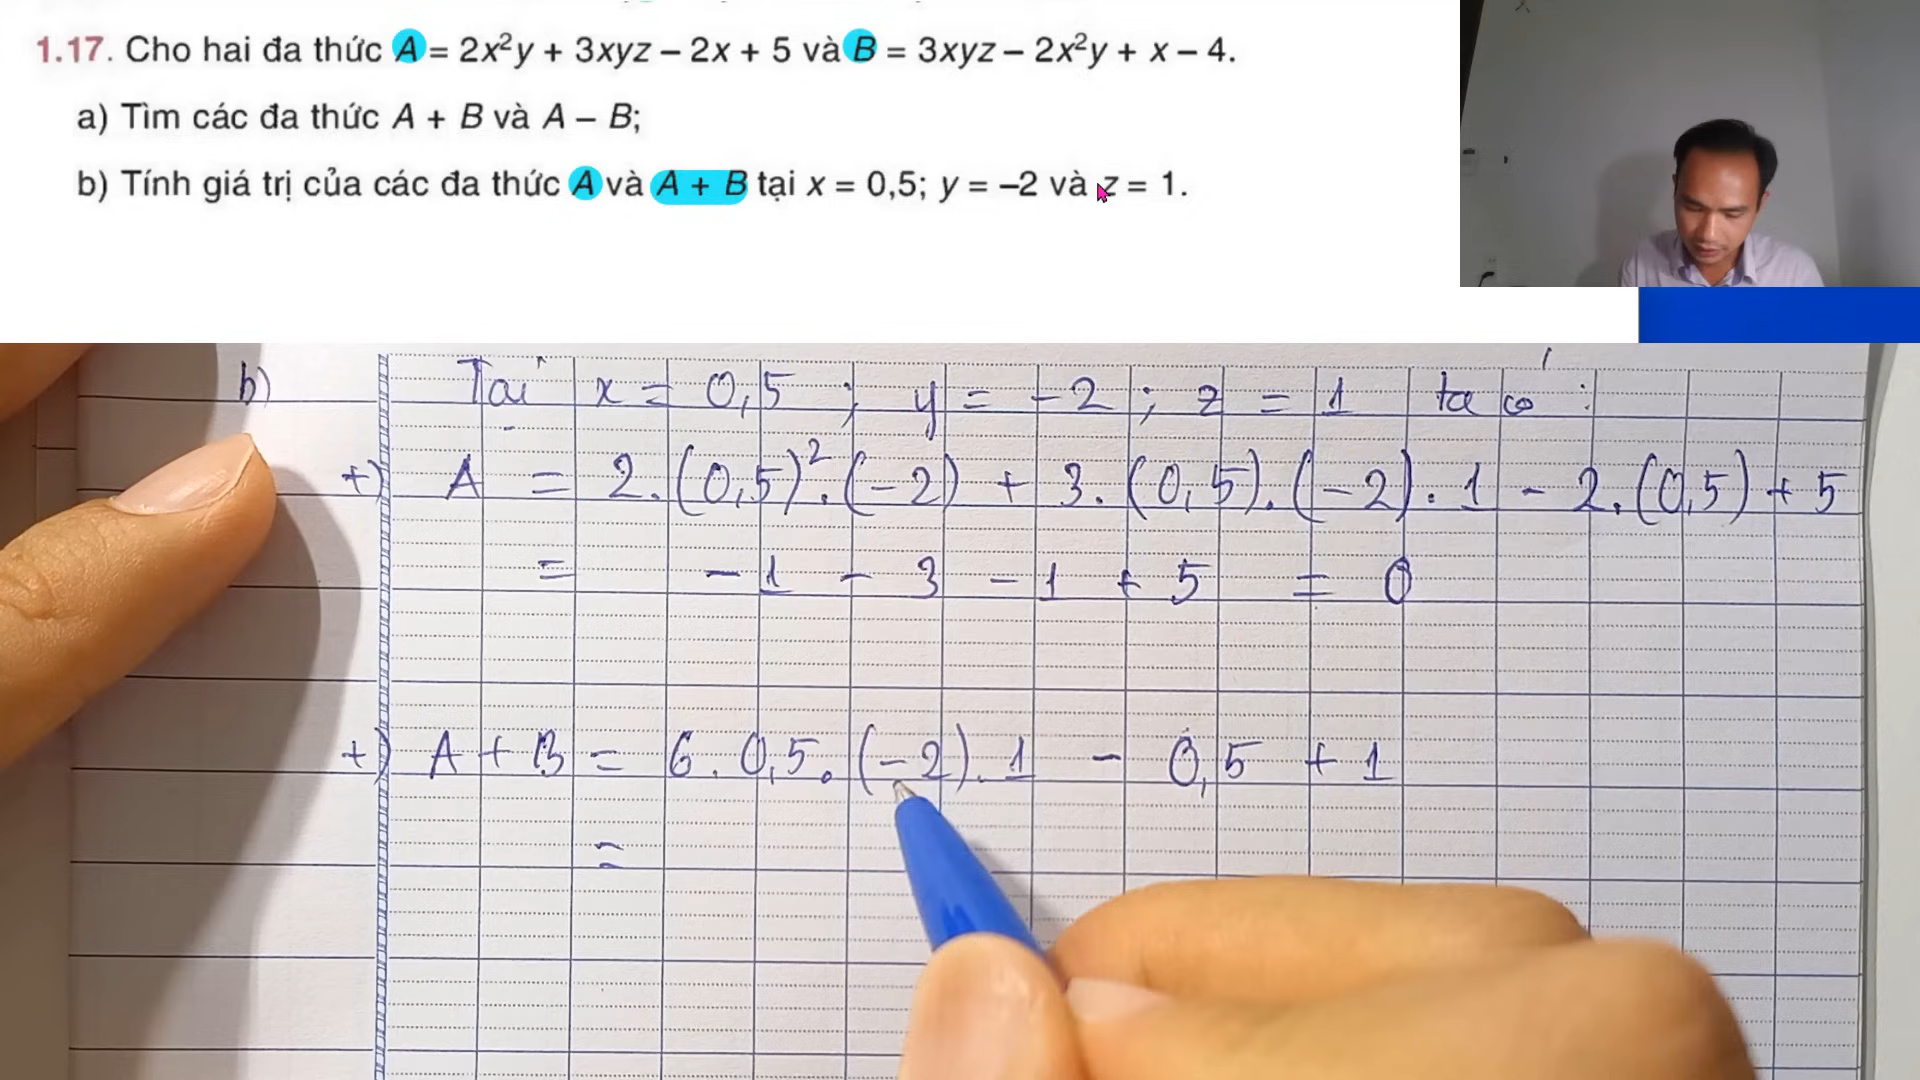 1.17. Cho hai đa thức A = 2x²y + 3xyz – 2x + 5 và B = 3xyz – 2x²y + x – 4.
a) Tìm các đa thức A + B và A – B;
b) Tính giá trị của các đa thức A và A + B tại x = 0,5; y = –2 và z = 1.
b) Tại x = 0,5 ; y = -2 ; z = 1 ta có :
+) A = 2.(0,5)².(-2) + 3.(0,5).(-2).1 - 2.(0,5) + 5
= -1 - 3 - 1 + 5 = 0
+) A + B = 6.0,5.(-2).1 - 0,5 + 1
=